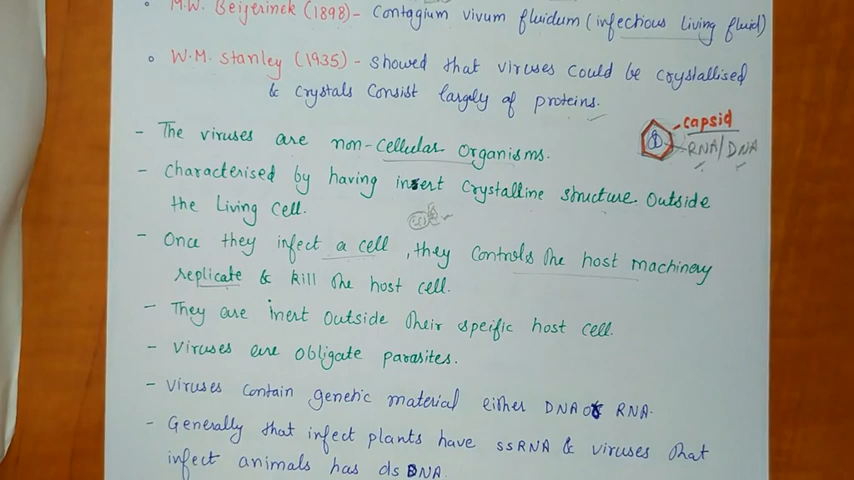 • M.W. Beijerinek (1898)- Contagium vivum fluidum (infectious living fluid)
• W.M. Stanley (1935) - showed that viruses could be crystallised
& crystals consist largely of proteins.
capsid
RNA/DNA
- The viruses are non-cellular organisms.
- Characterised by having inert crystalline structure outside
the Living cell.
- Once they infect a cell, they controls the host machinery
replicate & kill the host cell.
- They are inert outside their speific host cell.
- Viruses are obligate parasites.
- Viruses contain genetic material either DNA or RNA.
- Generally that infect plants have ssRNA & viruses that
infect animals has ds DNA.